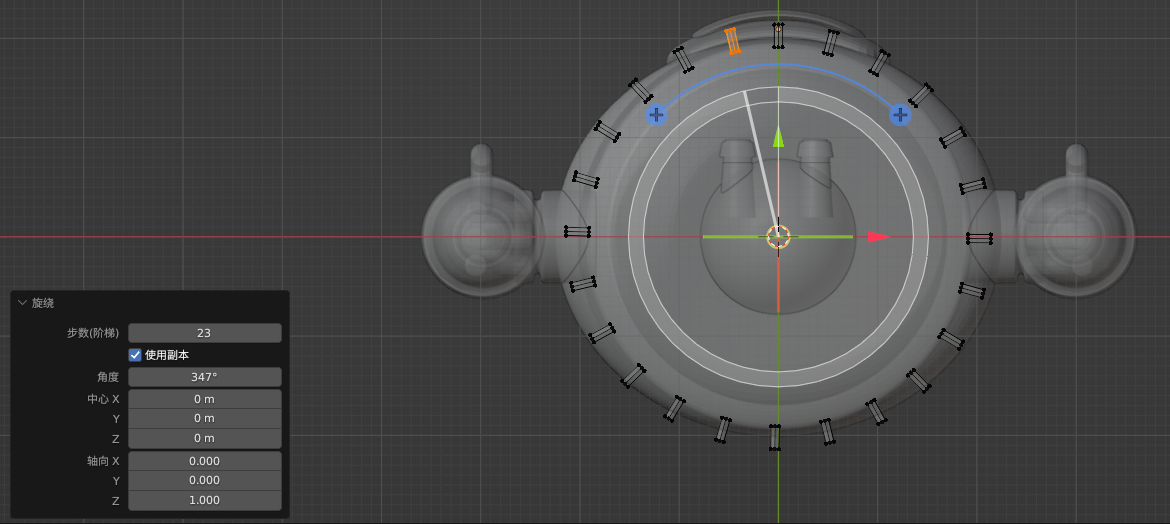 旋绕
步数(阶梯) 23
使用副本
角度 347°
中心 X 0 m
Y 0 m
Z 0 m
轴向 X 0.000
Y 0.000
Z 1.000